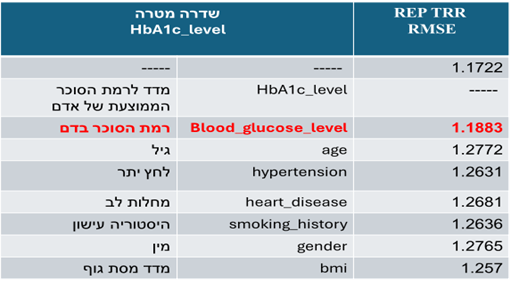 שדרה מטרה REP TRR
HbA1c_level RMSE
----- ----- 1.1722
מדד לרמת הסוכר HbA1c_level -----
הממוצעת של אדם
רמת הסוכר בדם Blood_glucose_level 1.1883
גיל age 1.2772
לחץ יתר hypertension 1.2631
מחלות לב heart_disease 1.2681
היסטוריה עישון smoking_history 1.2636
מין gender 1.2765
מדד מסת גוף bmi 1.257